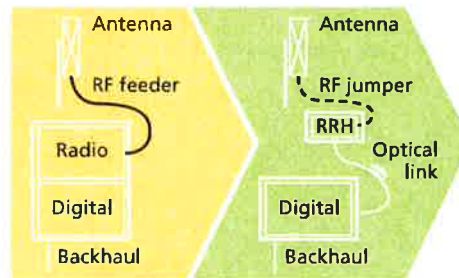 Antenna
RF feeder
Radio
Digital
Backhaul
Antenna
RF jumper
RRH
Optical
link
Digital
Backhaul